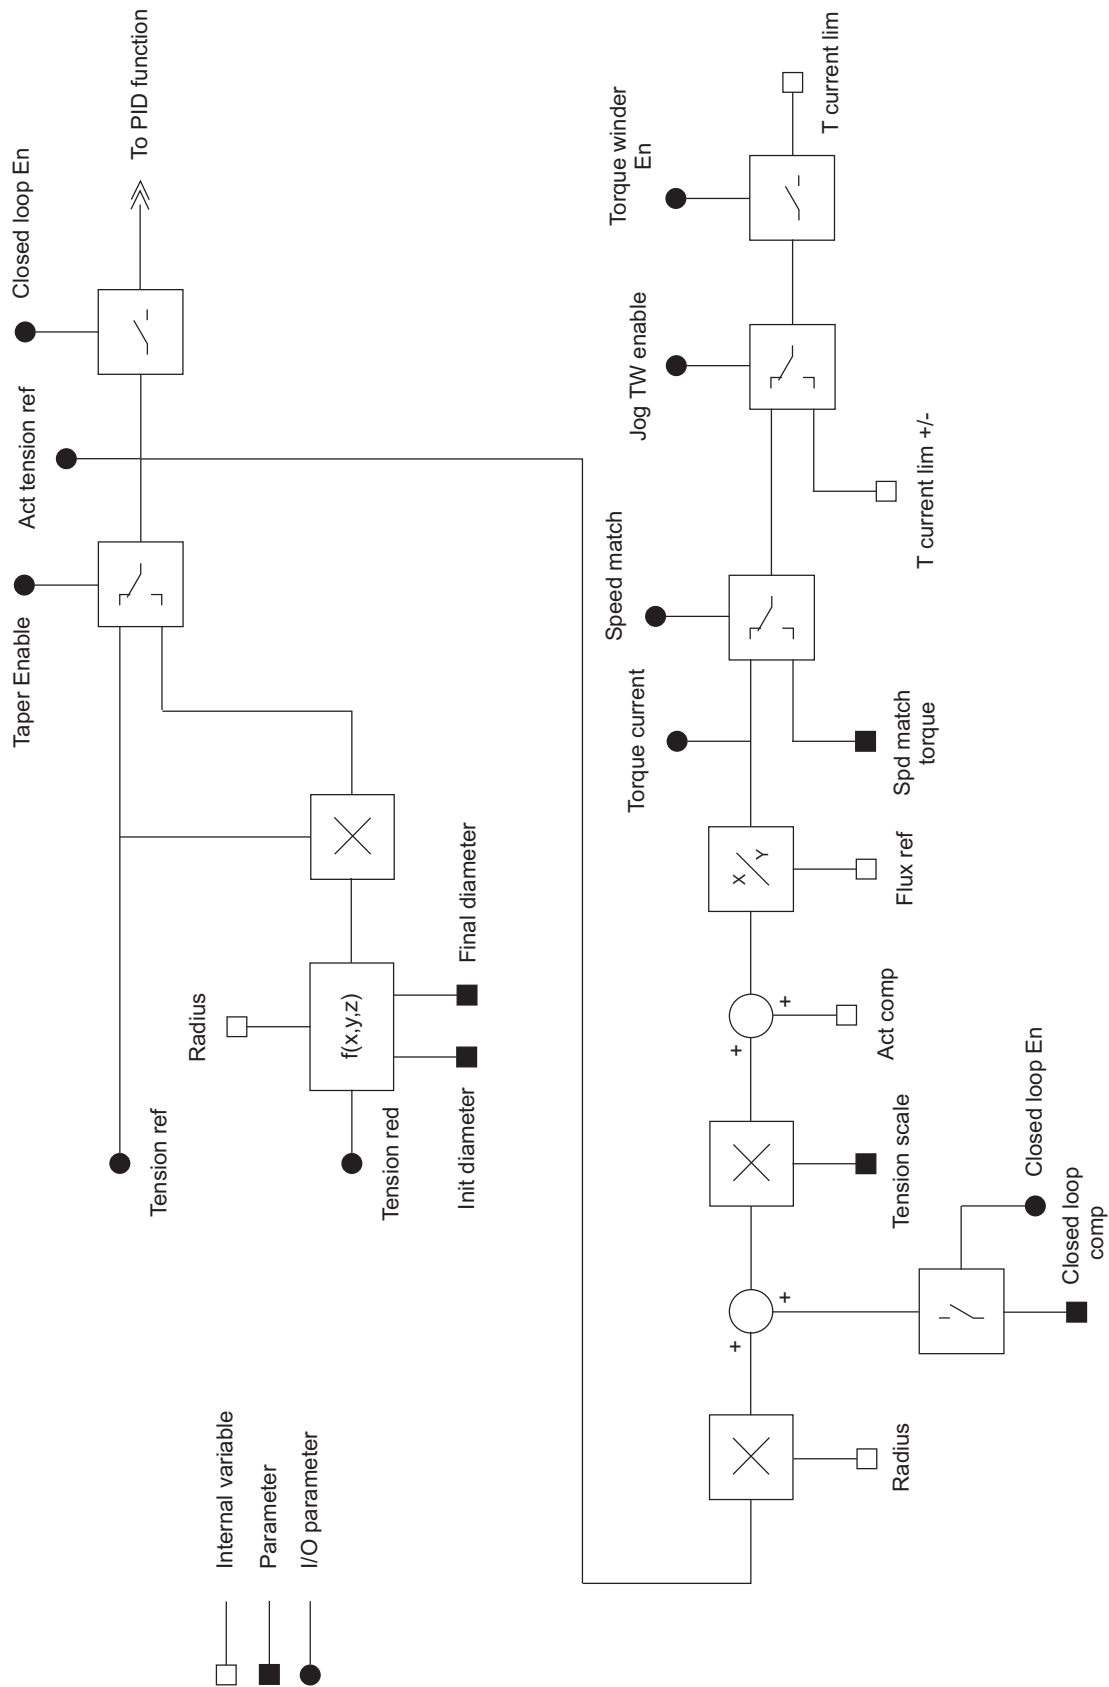 Internal variable
Parameter
I/O parameter
Tension ref
Tension red
Init diameter
Final diameter
Radius
f(x,y,z)
Taper Enable
Act tension ref
Closed loop En
To PID function
Radius
+
+
Closed loop
comp
Closed loop En
Tension scale
+
+
Act comp
X
Y
Flux ref
Torque current
Spd match
torque
Speed match
T current lim +/-
Jog TW enable
Torque winder
En
T current lim